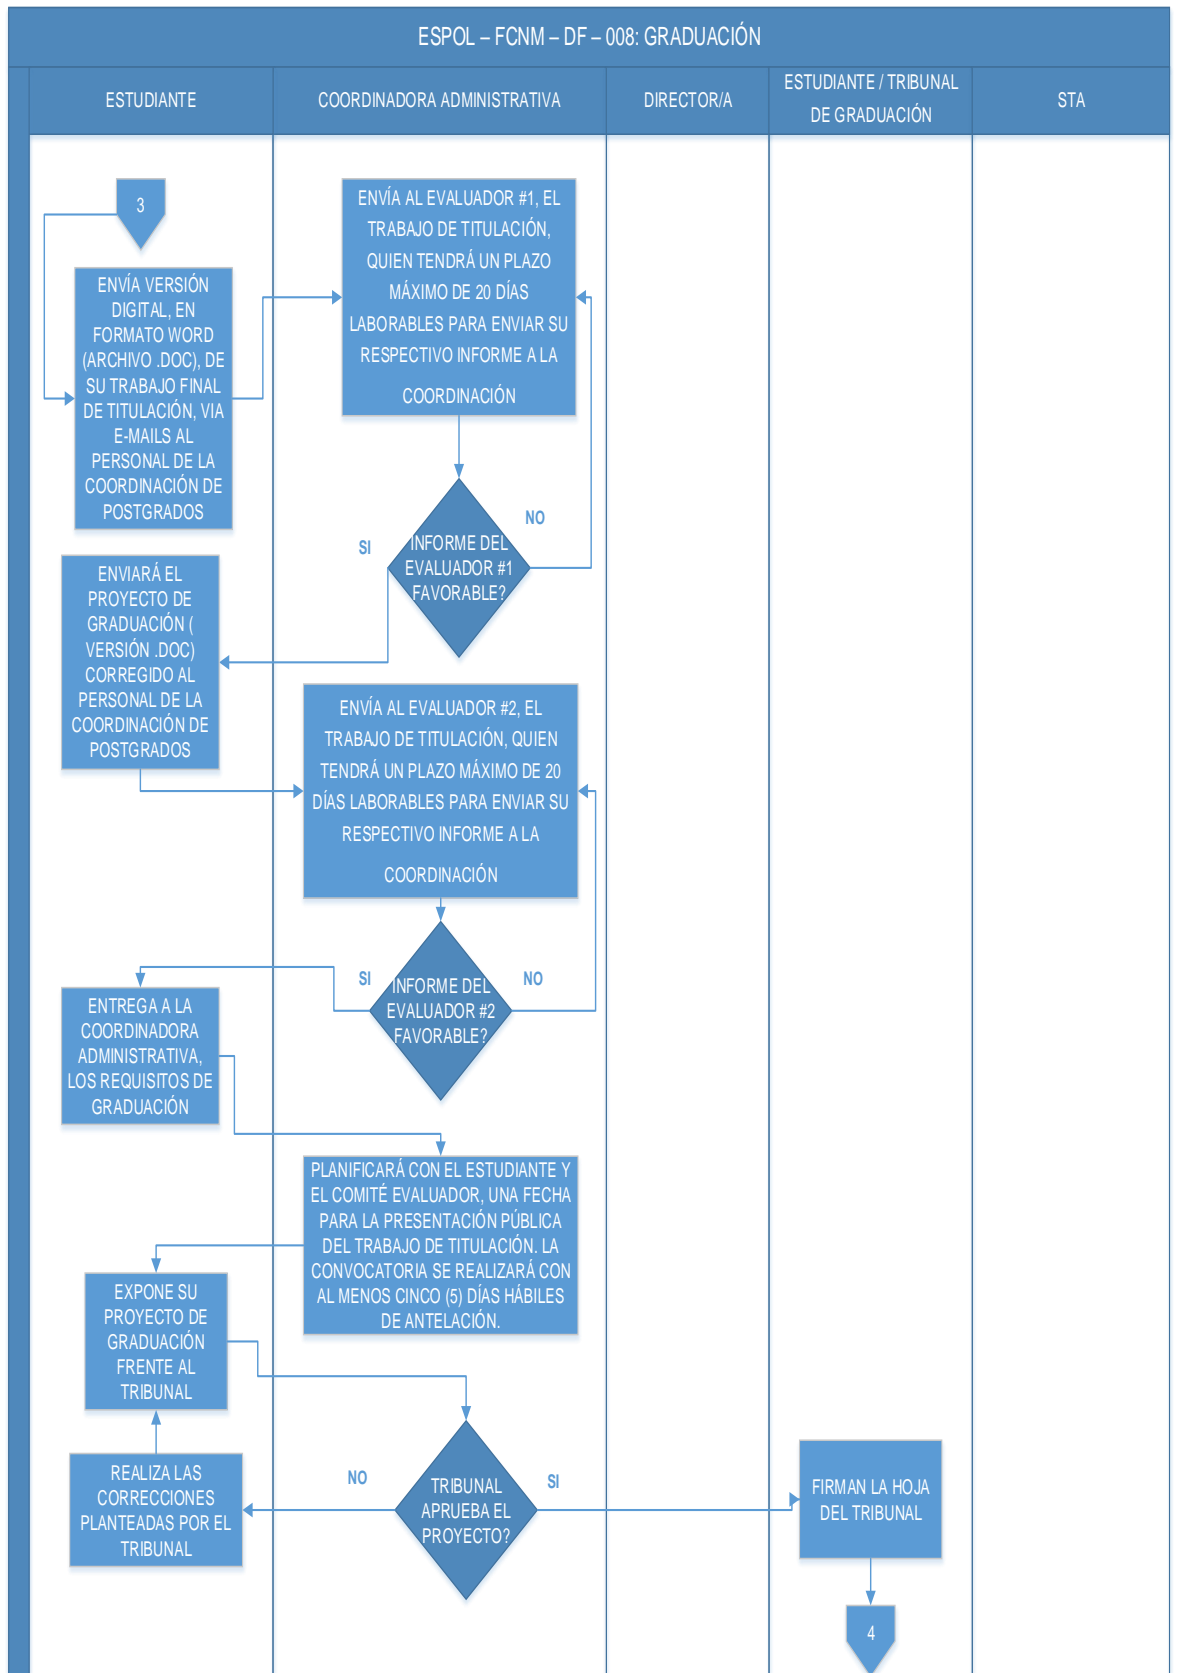 ESPOL – FCNM – DF – 008: GRADUACIÓN
ESTUDIANTE
COORDINADORA ADMINISTRATIVA
DIRECTOR/A
ESTUDIANTE / TRIBUNAL
DE GRADUACIÓN
STA
3
ENVÍA VERSIÓN
DIGITAL, EN
FORMATO WORD
(ARCHIVO .DOC), DE
SU TRABAJO FINAL
DE TITULACIÓN, VIA
E-MAILS AL
PERSONAL DE LA
COORDINACIÓN DE
POSTGRADOS
ENVÍA AL EVALUADOR #1, EL
TRABAJO DE TITULACIÓN,
QUIEN TENDRÁ UN PLAZO
MÁXIMO DE 20 DÍAS
LABORABLES PARA ENVIAR SU
RESPECTIVO INFORME A LA
COORDINACIÓN
NO
SI
INFORME DEL
EVALUADOR #1
FAVORABLE?
ENVIARÁ EL
PROYECTO DE
GRADUACIÓN (
VERSIÓN .DOC)
CORREGIDO AL
PERSONAL DE LA
COORDINACIÓN DE
POSTGRADOS
ENVÍA AL EVALUADOR #2, EL
TRABAJO DE TITULACIÓN, QUIEN
TENDRÁ UN PLAZO MÁXIMO DE 20
DÍAS LABORABLES PARA ENVIAR SU
RESPECTIVO INFORME A LA
COORDINACIÓN
SI
NO
INFORME DEL
EVALUADOR #2
FAVORABLE?
ENTREGA A LA
COORDINADORA
ADMINISTRATIVA,
LOS REQUISITOS DE
GRADUACIÓN
PLANIFICARÁ CON EL ESTUDIANTE Y
EL COMITÉ EVALUADOR, UNA FECHA
PARA LA PRESENTACIÓN PÚBLICA
DEL TRABAJO DE TITULACIÓN. LA
CONVOCATORIA SE REALIZARÁ CON
AL MENOS CINCO (5) DÍAS HÁBILES
DE ANTELACIÓN.
EXPONE SU
PROYECTO DE
GRADUACIÓN
FRENTE AL
TRIBUNAL
REALIZA LAS
CORRECCIONES
PLANTEADAS POR EL
TRIBUNAL
NO
TRIBUNAL
APRUEBA EL
PROYECTO?
SI
FIRMAN LA HOJA
DEL TRIBUNAL
4